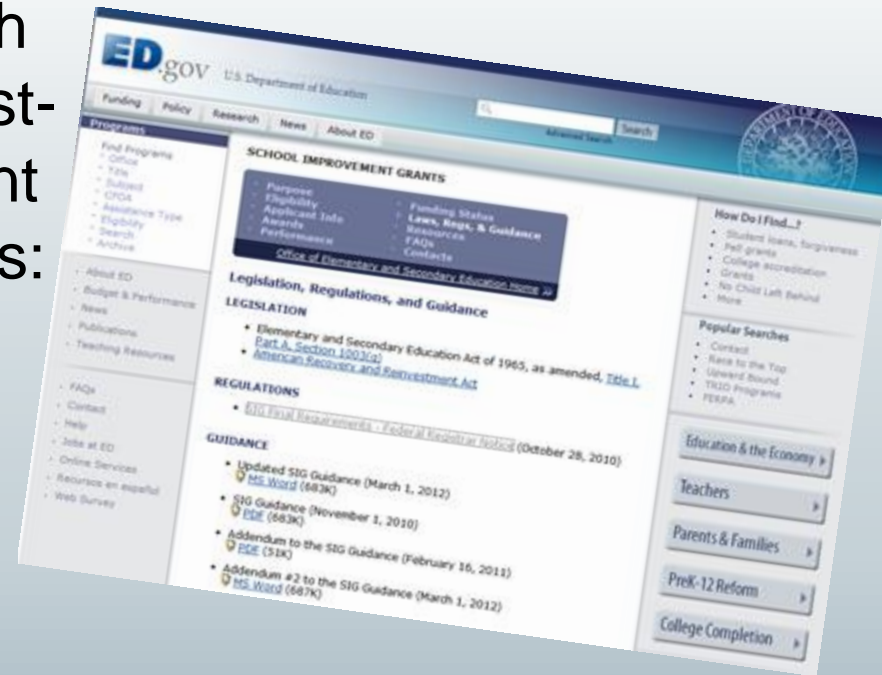 h
st-
nt
s:
ED.gov U.S. Department of Education
Search
Advanced Search
Funding Policy Research News About ED
Programs
Find Programs
Office
Title
Subject
CFDA
Assistance Type
Eligibility
Search
Archive
About ED
Budget & Performance
News
Publications
Teaching Resources
FAQs
Contact
Help
Jobs at ED
Online Services
Recursos en español
Web Survey
SCHOOL IMPROVEMENT GRANTS
Purpose
Eligibility
Applicant Info
Awards
Performance
Funding Status
Laws, Regs, & Guidance
Resources
FAQs
Contacts
Office of Elementary and Secondary Education Home
Legislation, Regulations, and Guidance
LEGISLATION
Elementary and Secondary Education Act of 1965, as amended, Title I,
Part A, Section 1003(g)
American Recovery and Reinvestment Act
REGULATIONS
SIG Final Requirements - Federal Registrar Notice (October 28, 2010)
GUIDANCE
Updated SIG Guidance (March 1, 2012)
MS Word (683K)
SIG Guidance (November 1, 2010)
PDF (683K)
Addendum to the SIG Guidance (February 16, 2011)
PDF (51K)
Addendum #2 to the SIG Guidance (March 1, 2012)
MS Word (687K)
How Do I Find...?
Student loans, forgiveness
Pell grants
College accreditation
Grants
No Child Left Behind
More
Popular Searches
Contact
Race to the Top
Upward Bound
TRIO Programs
FERPA
Education & the Economy
Teachers
Parents & Families
PreK-12 Reform
College Completion